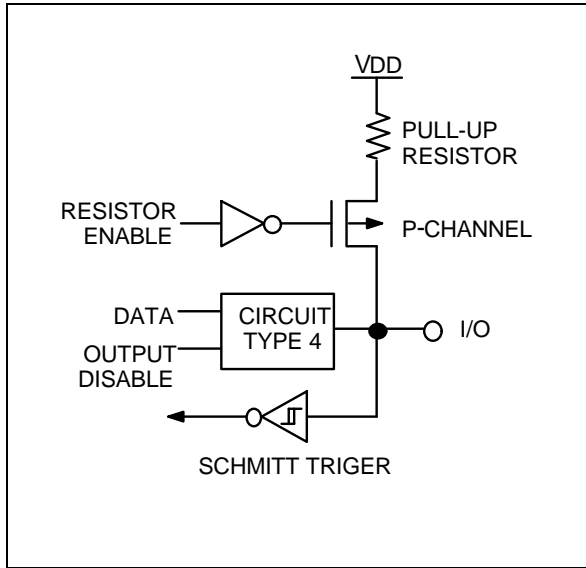 VDD
PULL-UP
RESISTOR
RESISTOR
ENABLE
P-CHANNEL
DATA
OUTPUT
DISABLE
CIRCUIT
TYPE 4
I/O
SCHMITT TRIGER